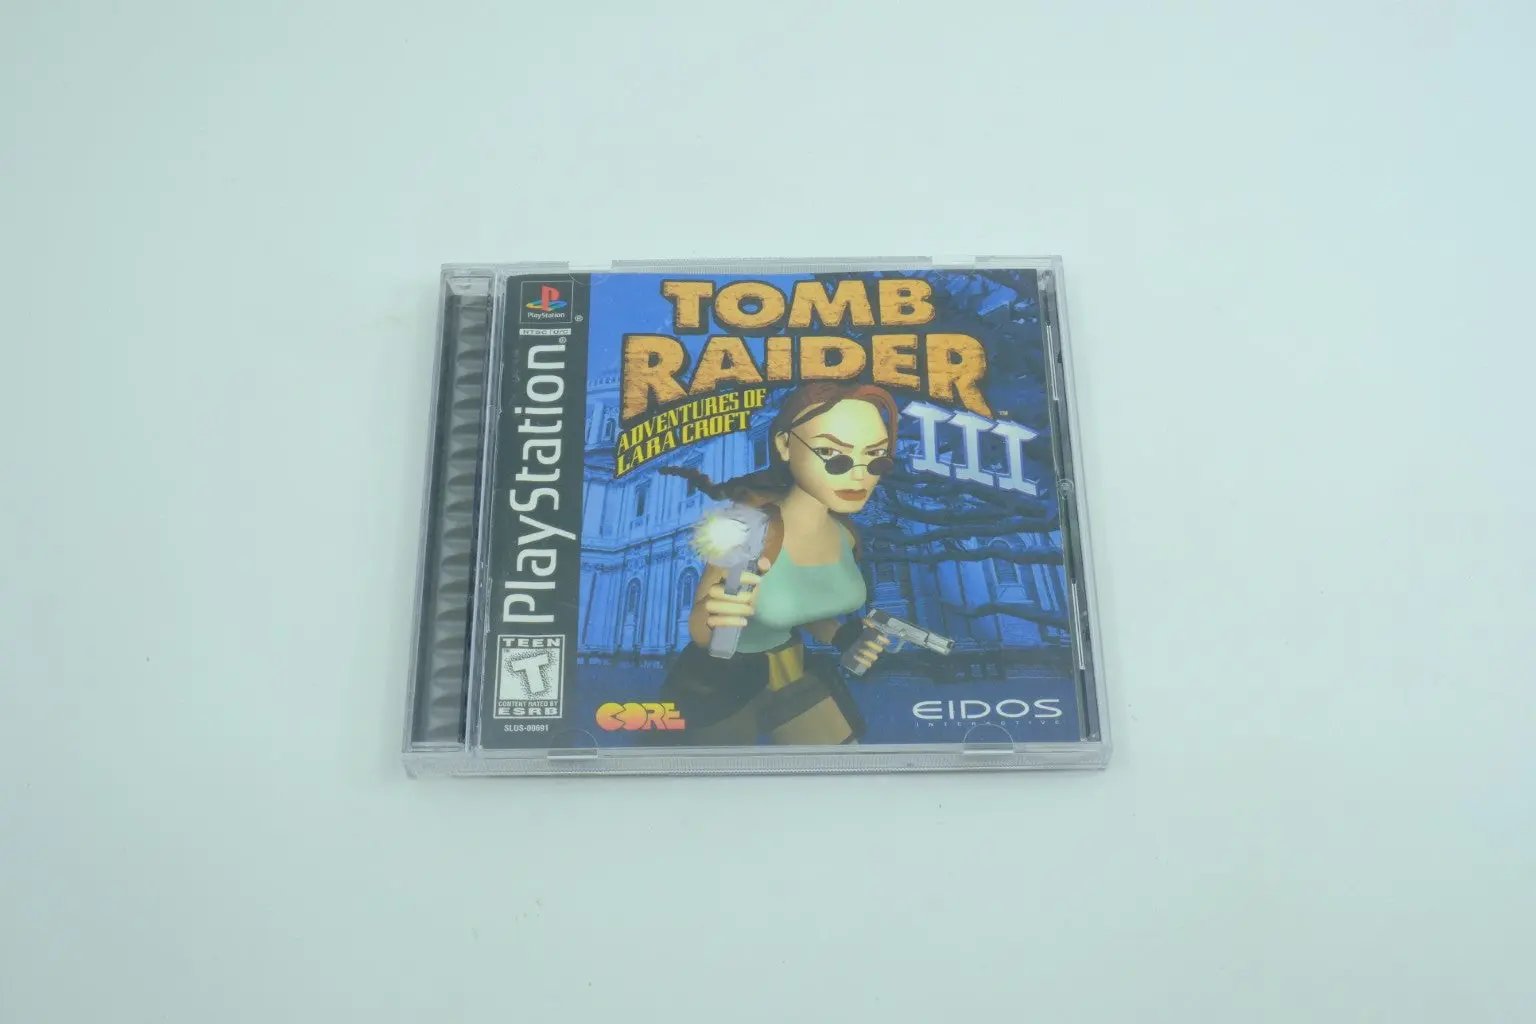 PlayStation
®
NTSC U/C
PlayStation®
TEEN
T
CONTENT RATED BY
ESRB
SLUS-00691
TOMB
RAIDER
III
™
ADVENTURES OF
LARA CROFT
CORE
EIDOS
INTERACTIVE